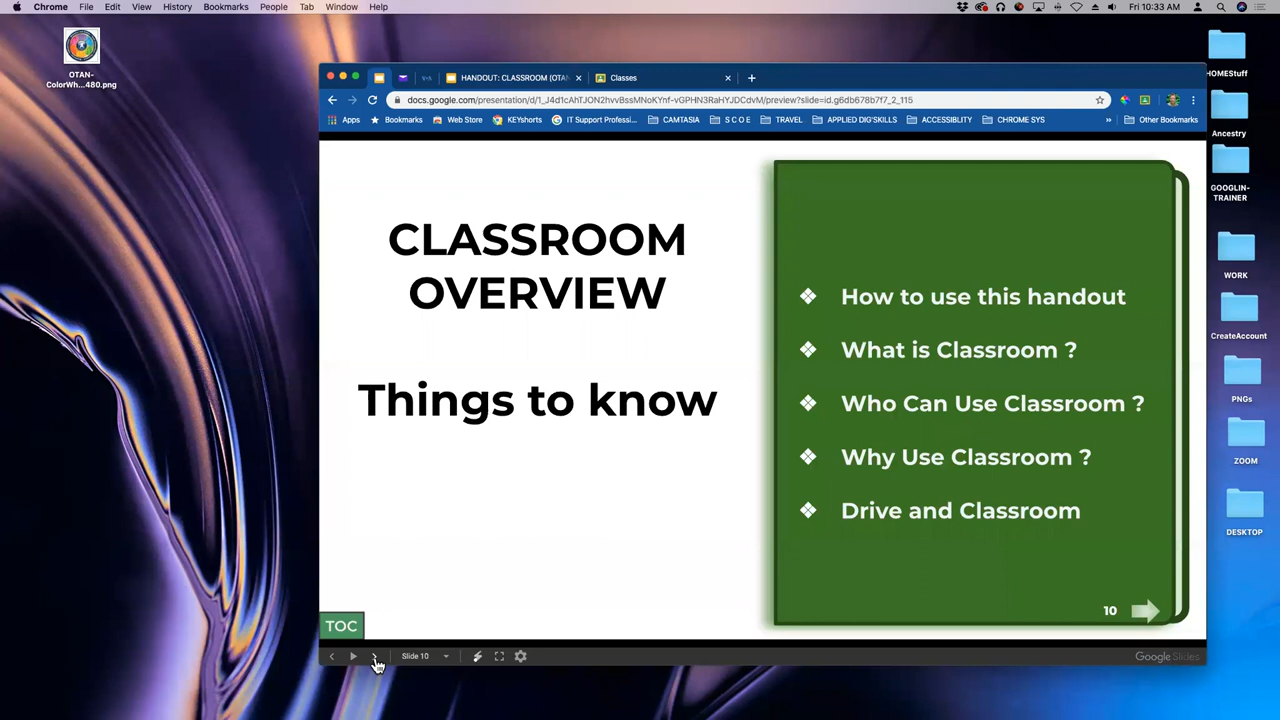 Chrome File Edit View History Bookmarks People Tab Window Help Fri 10:33 AM
OTAN-
ColorWh...480.png
HANDOUT: CLASSROOM (OTAN
Classes
docs.google.com/presentation/d/1_J4d1cAhTJON2hvvBssMNoKYnf-vGPHN3RaHYJDCdvM/preview?slide=id.g6db678b7f7_2_115
Apps Bookmarks Web Store KEYshorts IT Support Professi... CAMTASIA S C O E TRAVEL APPLIED DIG'SKILLS ACCESSIBLITY CHROME SYS » Other Bookmarks
CLASSROOM
OVERVIEW
Things to know
❖ How to use this handout
❖ What is Classroom ?
❖ Who Can Use Classroom ?
❖ Why Use Classroom ?
❖ Drive and Classroom
10
TOC
Slide 10
Google Slides
HOMEStuff
Ancestry
GOOGLIN-
TRAINER
WORK
CreateAccount
PNGs
ZOOM
DESKTOP